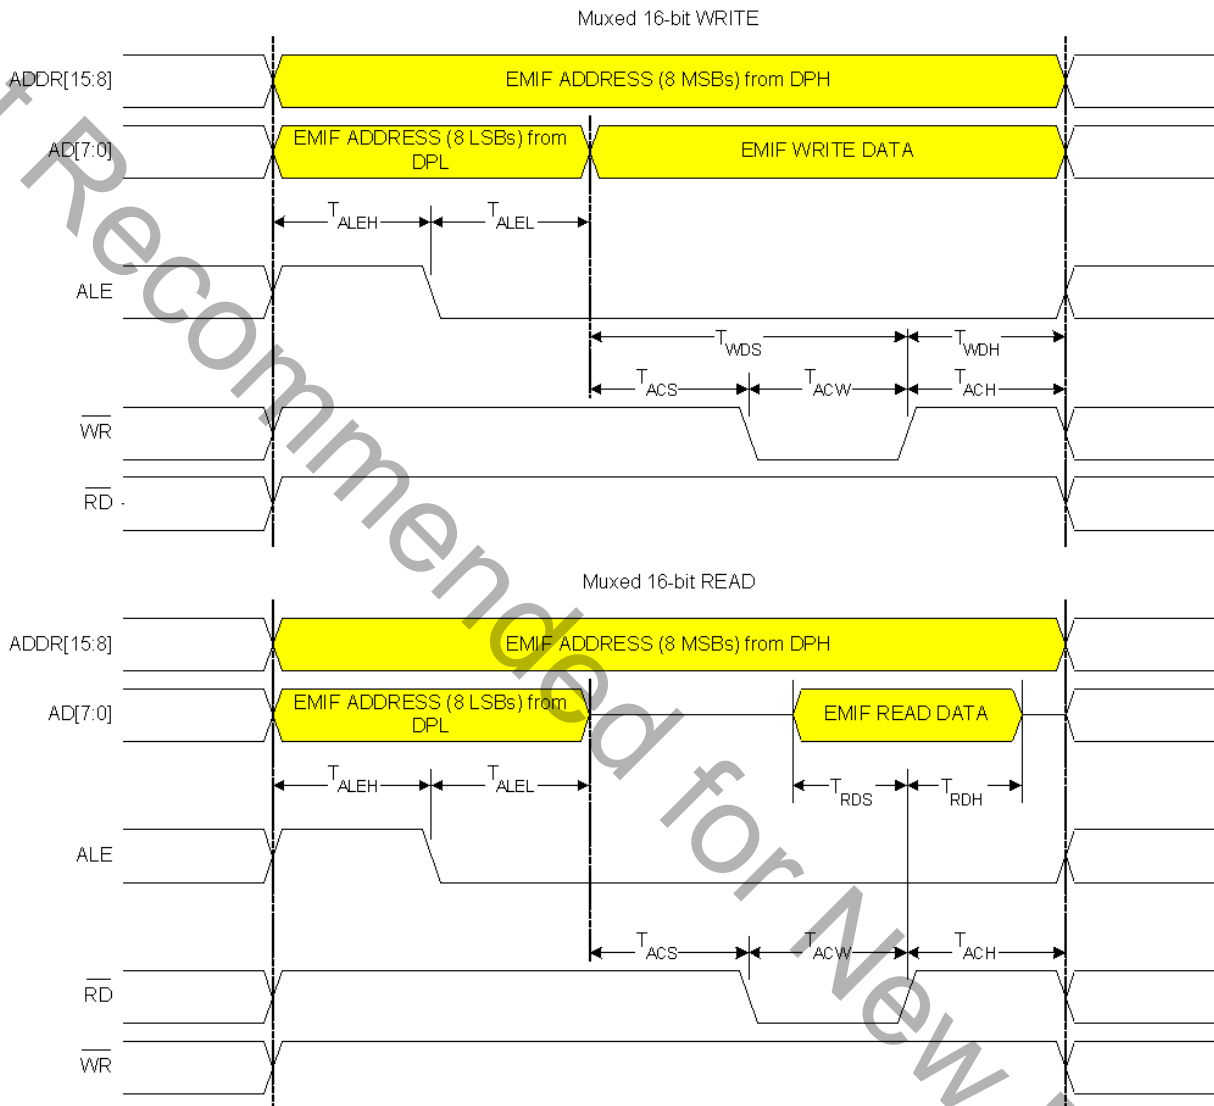 Muxed 16-bit WRITE
ADDR[15:8]
EMIF ADDRESS (8 MSBs) from DPH
AD[7:0]
EMIF ADDRESS (8 LSBs) from
DPL
EMIF WRITE DATA
TALEH
TALEL
ALE
TWDS
TWDH
TACS
TACW
TACH
WR
RD
Muxed 16-bit READ
ADDR[15:8]
EMIF ADDRESS (8 MSBs) from DPH
AD[7:0]
EMIF ADDRESS (8 LSBs) from
DPL
EMIF READ DATA
TALEH
TALEL
TRDS
TRDH
ALE
TACS
TACW
TACH
RD
WR
Recommended for New